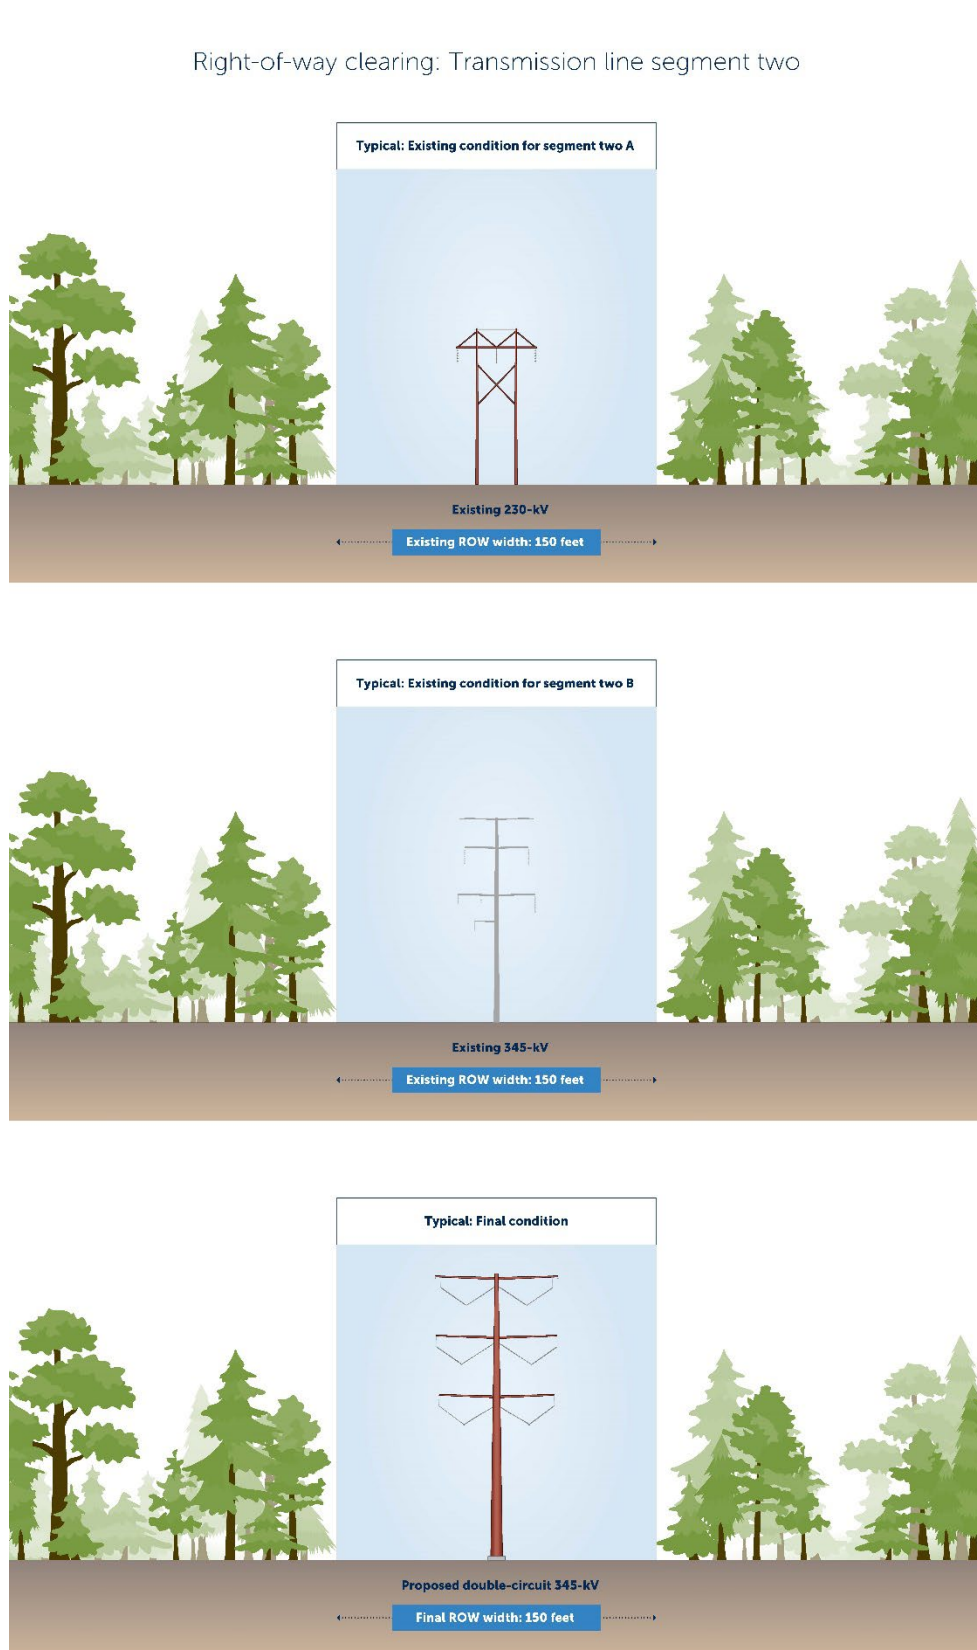 Right-of-way clearing: Transmission line segment two
Typical: Existing condition for segment two A
Existing 230-kV
Existing ROW width: 150 feet
Typical: Existing condition for segment two B
Existing 345-kV
Existing ROW width: 150 feet
Typical: Final condition
Proposed double-circuit 345-kV
Final ROW width: 150 feet